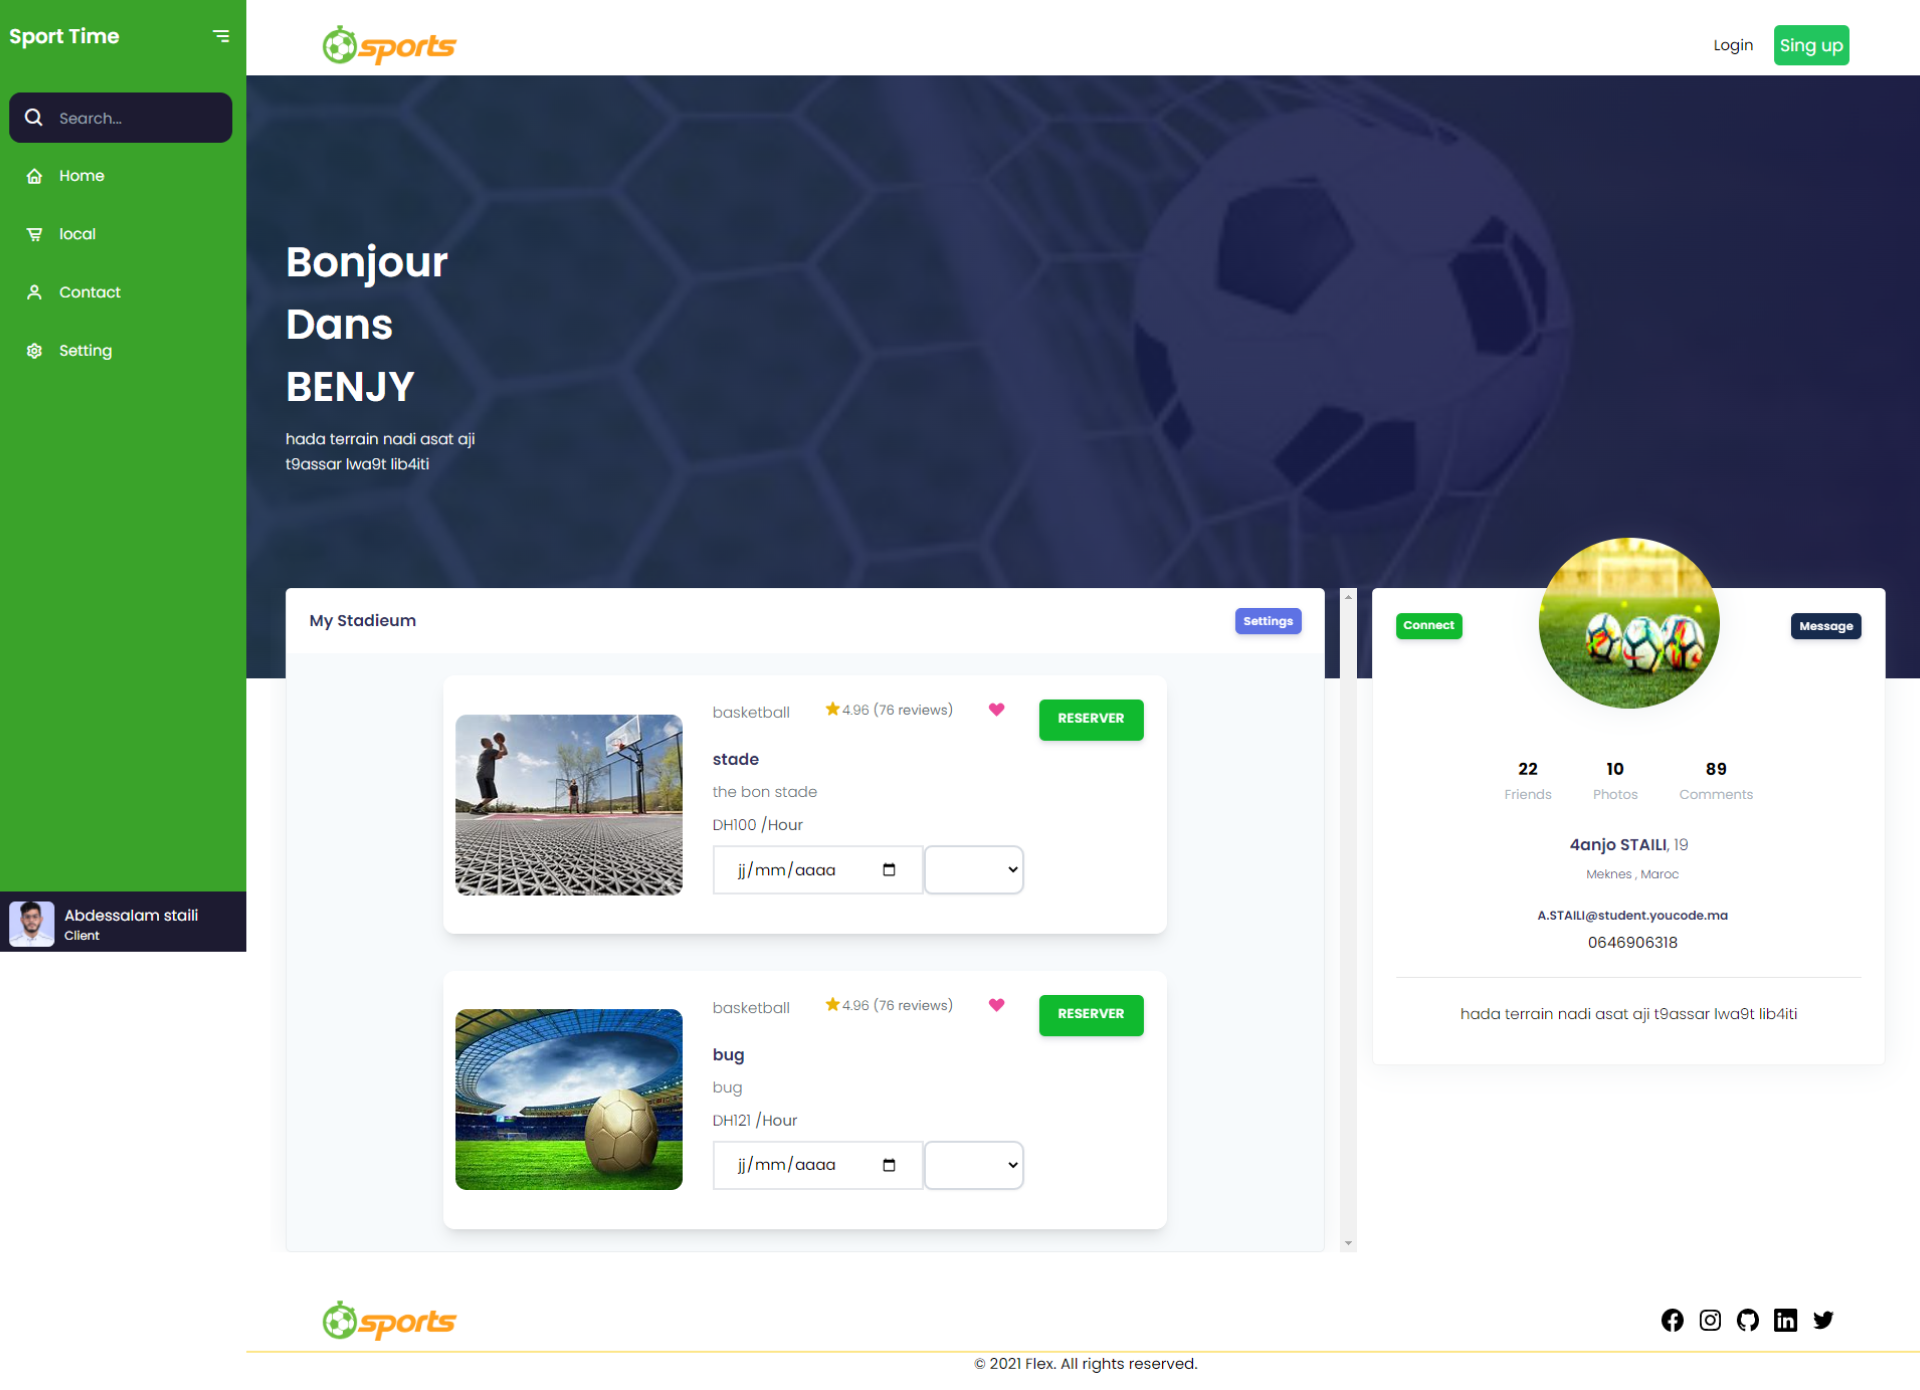 Sport Time
Search...
Home
local
Contact
Setting
Abdessalam staili
Client
sports
Login
Sing up
Bonjour
Dans
BENJY
hada terrain nadi asat aji
t9assar lwa9t lib4iti
My Stadieum
Settings
basketball
4.96 (76 reviews)
RESERVER
stade
the bon stade
DH100 /Hour
jj/mm/aaaa
basketball
4.96 (76 reviews)
RESERVER
bug
bug
DH121 /Hour
jj/mm/aaaa
Connect
Message
22
Friends
10
Photos
89
Comments
4anjo STAILI, 19
Meknes , Maroc
A.STAILI@student.youcode.ma
0646906318
hada terrain nadi asat aji t9assar lwa9t lib4iti
sports
© 2021 Flex. All rights reserved.